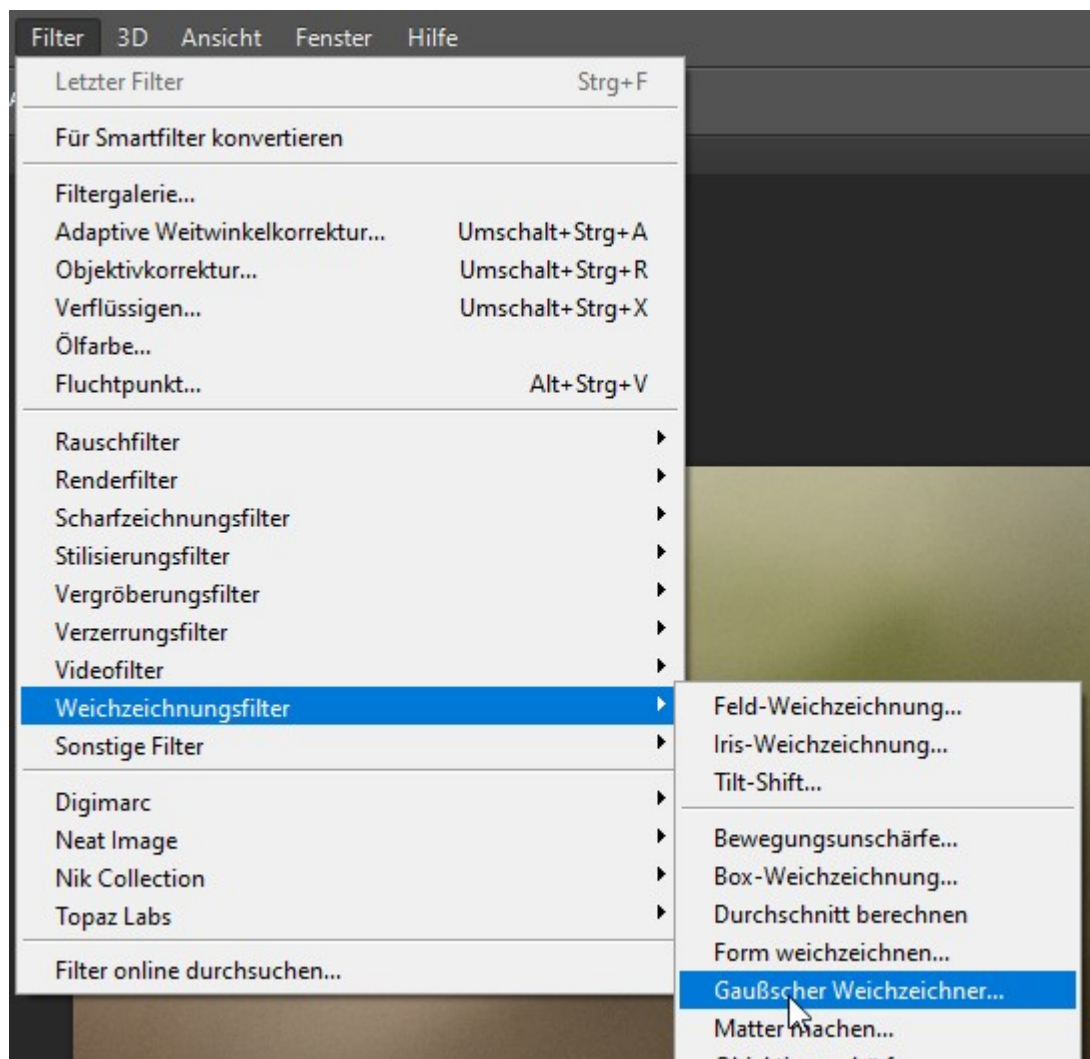 Filter 3D Ansicht Fenster Hilfe
Letzter Filter Strg+F
Für Smartfilter konvertieren
Filtergalerie...
Adaptive Weitwinkelkorrektur... Umschalt+Strg+A
Objektivkorrektur... Umschalt+Strg+R
Verflüssigen... Umschalt+Strg+X
Ölfarbe...
Fluchtpunkt... Alt+Strg+V
Rauschfilter
Renderfilter
Scharfzeichnungsfilter
Stilisierungsfilter
Vergröberungsfilter
Verzerrungsfilter
Videofilter
Weichzeichnungsfilter
Sonstige Filter
Digimarc
Neat Image
Nik Collection
Topaz Labs
Filter online durchsuchen...
Feld-Weichzeichnung...
Iris-Weichzeichnung...
Tilt-Shift...
Bewegungsunschärfe...
Box-Weichzeichnung...
Durchschnitt berechnen
Form weichzeichnen...
Gaußscher Weichzeichner...
Matter machen...